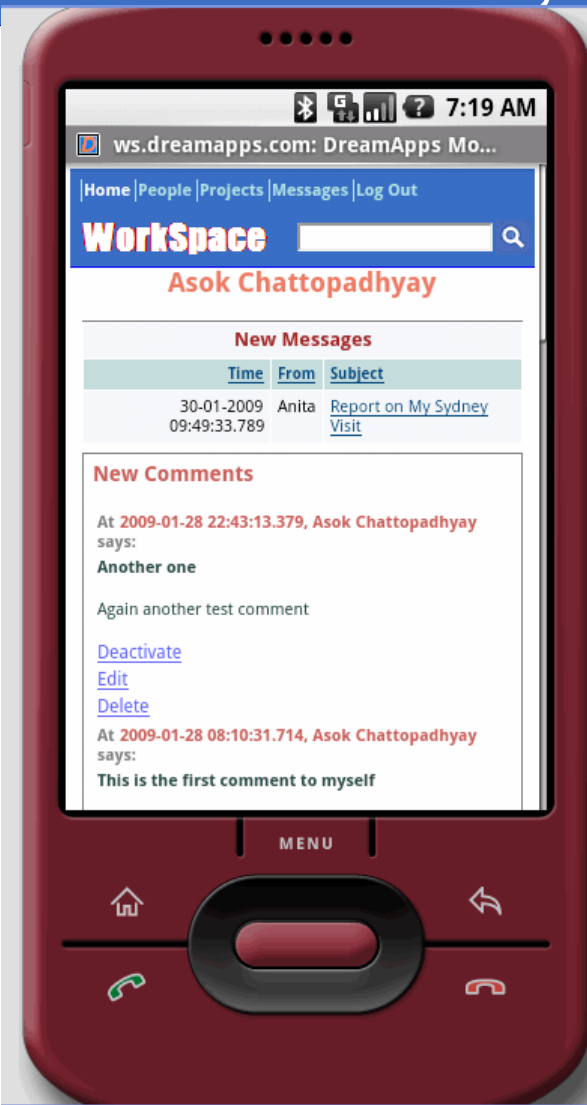 7:19 AM
ws.dreamapps.com: DreamApps Mo...
Home|People|Projects|Messages|Log Out
WorkSpace
Asok Chattopadhyay
New Messages
Time From Subject
30-01-2009 Anita Report on My Sydney
09:49:33.789 Visit
New Comments
At 2009-01-28 22:43:13.379, Asok Chattopadhyay
says:
Another one
Again another test comment
Deactivate
Edit
Delete
At 2009-01-28 08:10:31.714, Asok Chattopadhyay
says:
This is the first comment to myself
MENU